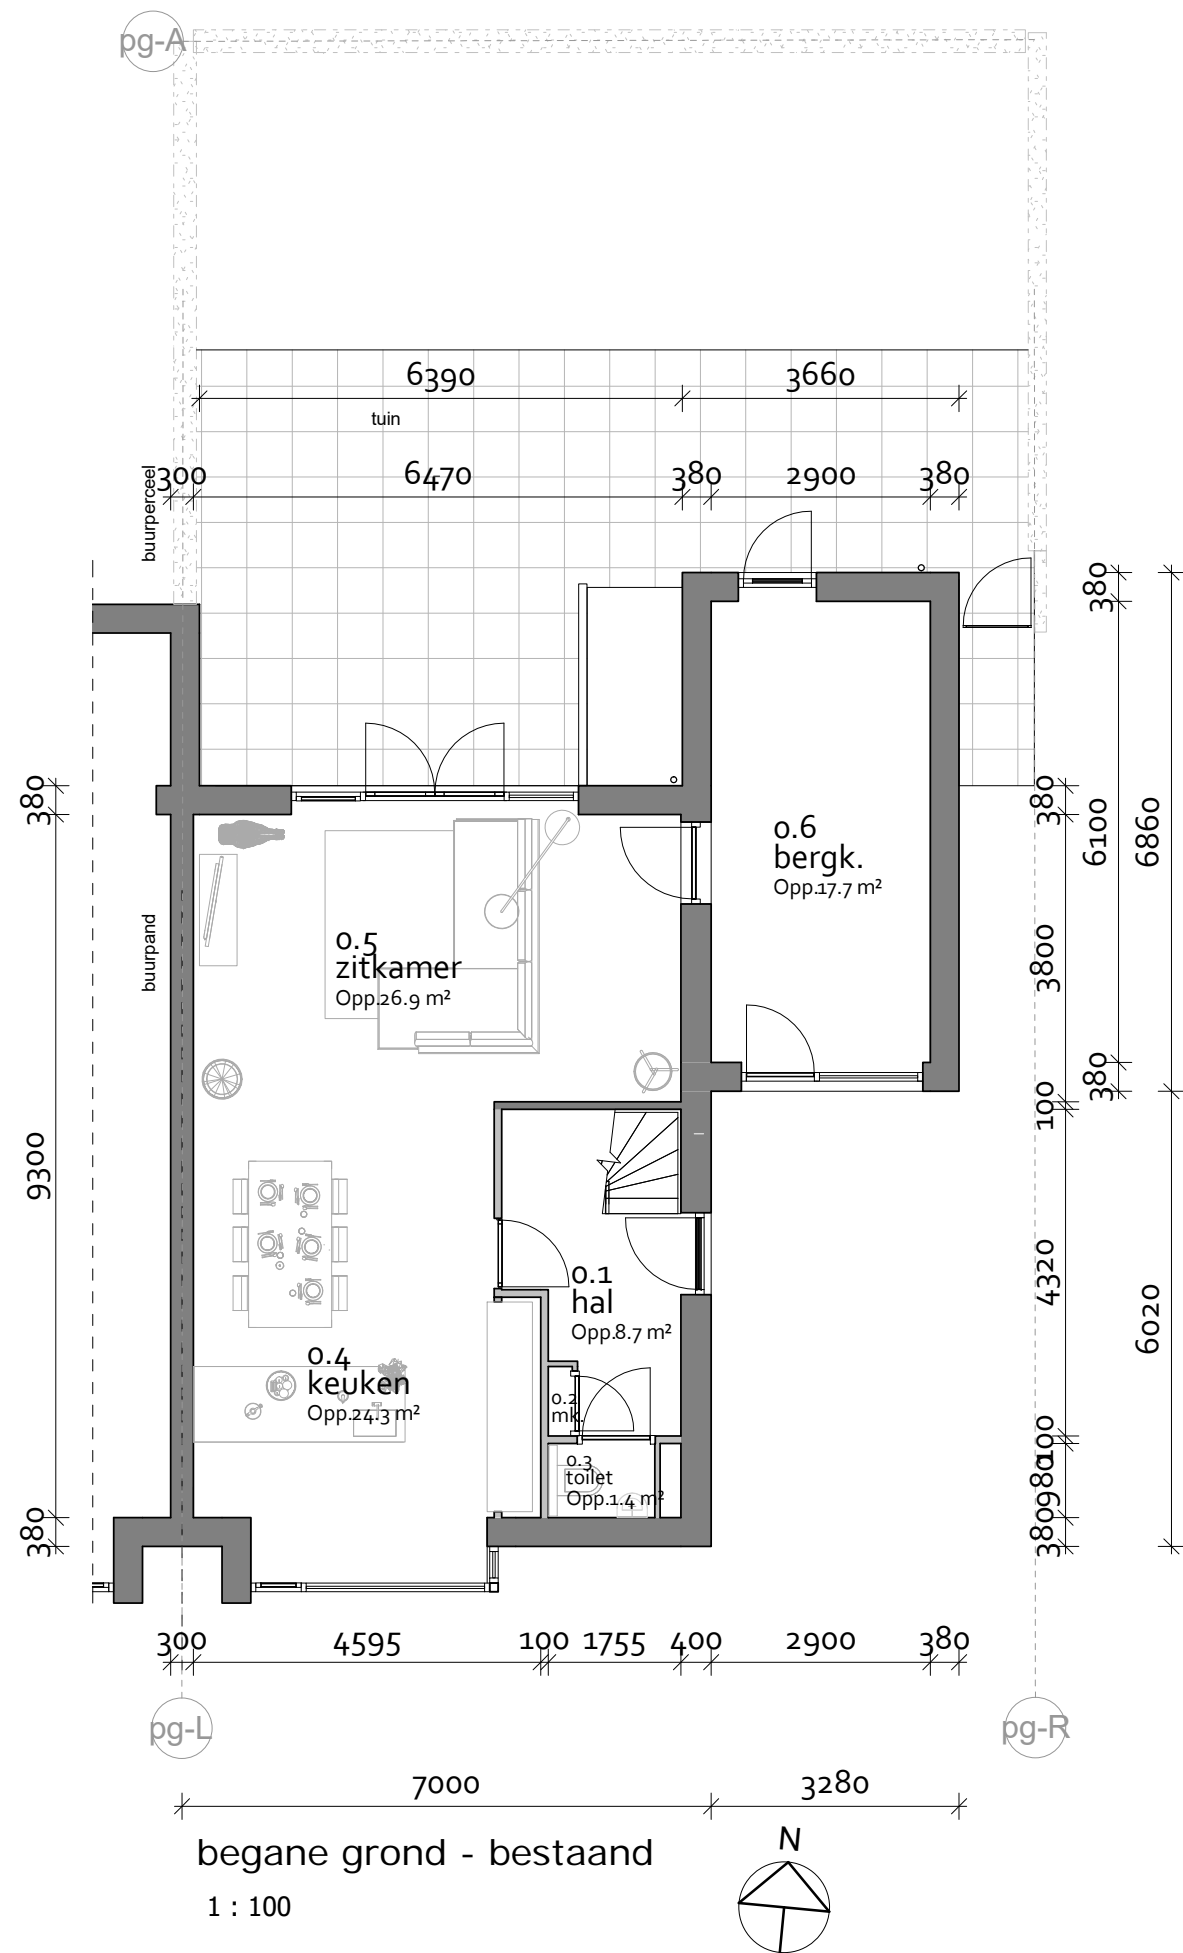 pg-A
6390
3660
tuin
buurperceel
300
6470
380
2900
380
380
380
380
6100
6860
0.6
bergk.
Opp.17.7 m²
buurpand
0.5
zitkamer
Opp.26.9 m²
3800
380
100
9300
4320
0.1
hal
Opp.8.7 m²
6020
0.4
keuken
Opp.24.3 m²
0.2
mk.
100
0.3
toilet
Opp.1.4 m²
980
380
380
300
4595
100
1755
400
2900
380
pg-L
pg-R
7000
3280
begane grond - bestaand
N
1 : 100